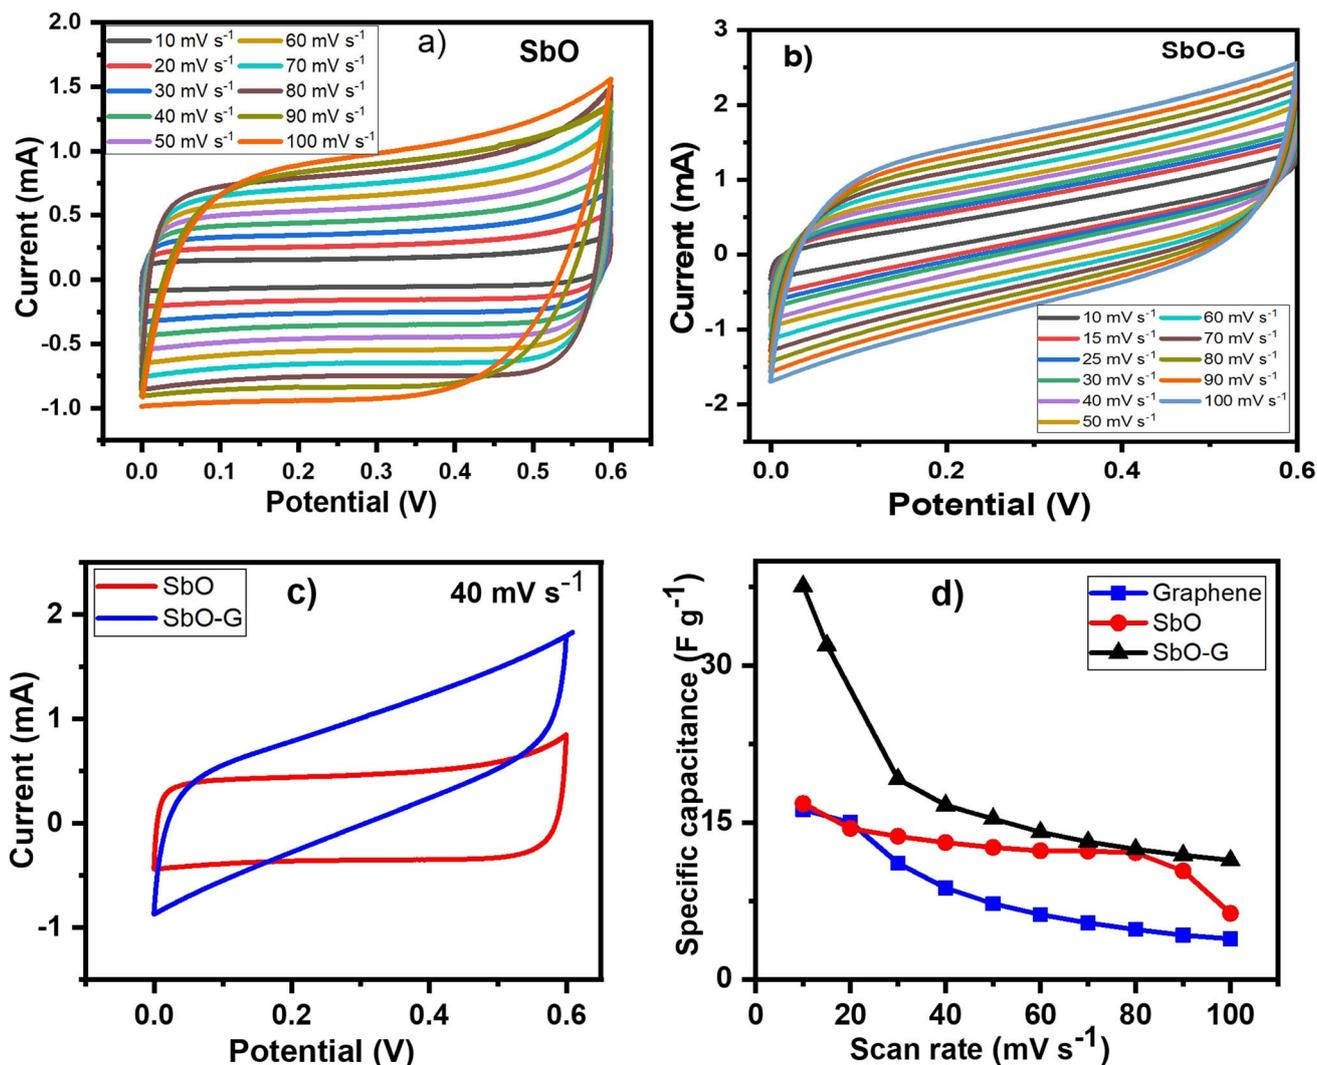 a)
SbO
10 mV s⁻¹ 60 mV s⁻¹
20 mV s⁻¹ 70 mV s⁻¹
30 mV s⁻¹ 80 mV s⁻¹
40 mV s⁻¹ 90 mV s⁻¹
50 mV s⁻¹ 100 mV s⁻¹
2.0
1.5
1.0
0.5
0.0
-0.5
-1.0
Current (mA)
0.0 0.1 0.2 0.3 0.4 0.5 0.6
Potential (V)
b)
SbO-G
3
2
1
0
-1
-2
Current (mA)
10 mV s⁻¹ 60 mV s⁻¹
15 mV s⁻¹ 70 mV s⁻¹
25 mV s⁻¹ 80 mV s⁻¹
30 mV s⁻¹ 90 mV s⁻¹
40 mV s⁻¹ 100 mV s⁻¹
50 mV s⁻¹
0.0 0.2 0.4 0.6
Potential (V)
SbO
SbO-G
c)
40 mV s⁻¹
2
1
0
-1
Current (mA)
0.0 0.2 0.4 0.6
Potential (V)
d)
Graphene
SbO
SbO-G
30
15
0
Specific capacitance (F g⁻¹)
0 20 40 60 80 100
Scan rate (mV s⁻¹)